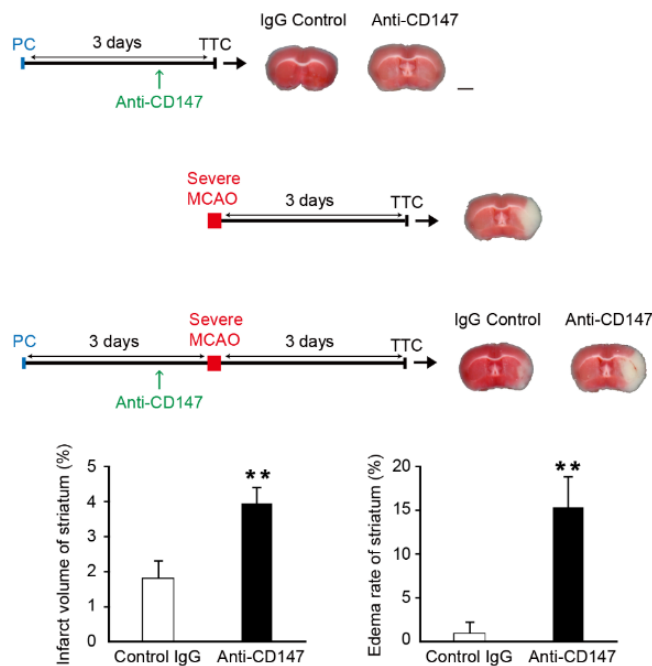 IgG Control Anti-CD147
PC 3 days TTC
Anti-CD147
Severe
MCAO 3 days TTC
Severe
PC 3 days MCAO 3 days TTC
IgG Control Anti-CD147
Anti-CD147
Infarct volume of striatum (%)
5
4
3
2
1
0
**
Control IgG Anti-CD147
Edema rate of striatum (%)
20
15
10
5
0
**
Control IgG Anti-CD147